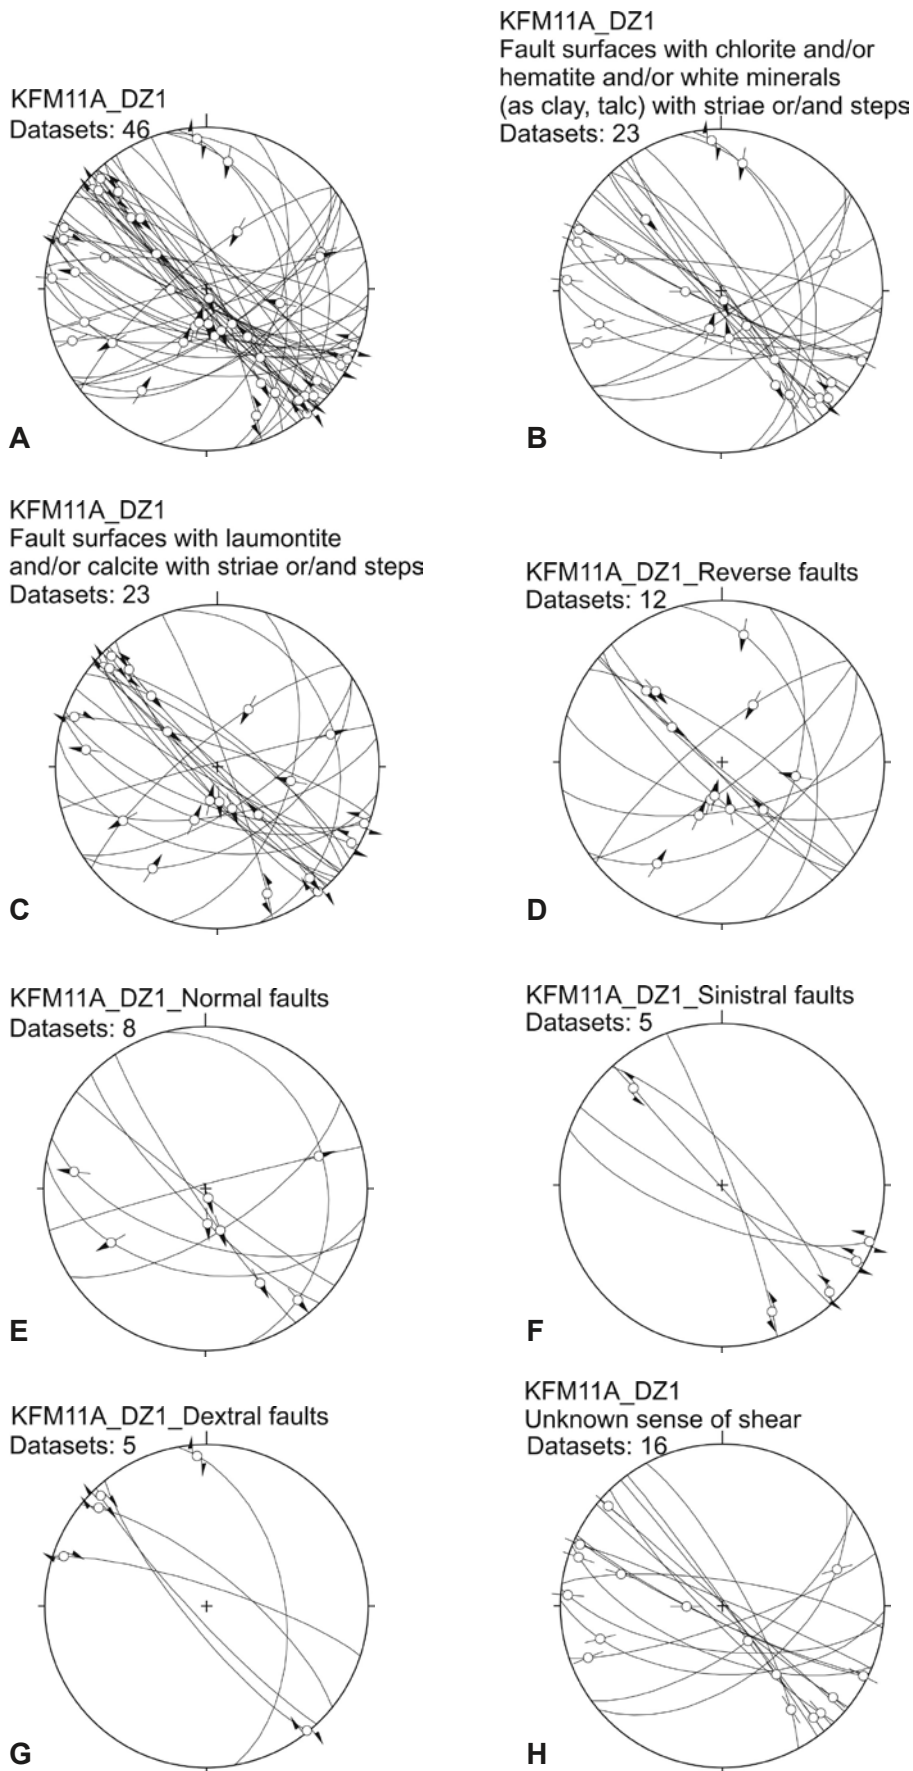 KFM11A_DZ1
Datasets: 46
A
KFM11A_DZ1
Fault surfaces with chlorite and/or
hematite and/or white minerals
(as clay, talc) with striae or/and steps
Datasets: 23
B
KFM11A_DZ1
Fault surfaces with laumontite
and/or calcite with striae or/and steps
Datasets: 23
C
KFM11A_DZ1_Reverse faults
Datasets: 12
D
KFM11A_DZ1_Normal faults
Datasets: 8
E
KFM11A_DZ1_Sinistral faults
Datasets: 5
F
KFM11A_DZ1_Dextral faults
Datasets: 5
G
KFM11A_DZ1
Unknown sense of shear
Datasets: 16
H